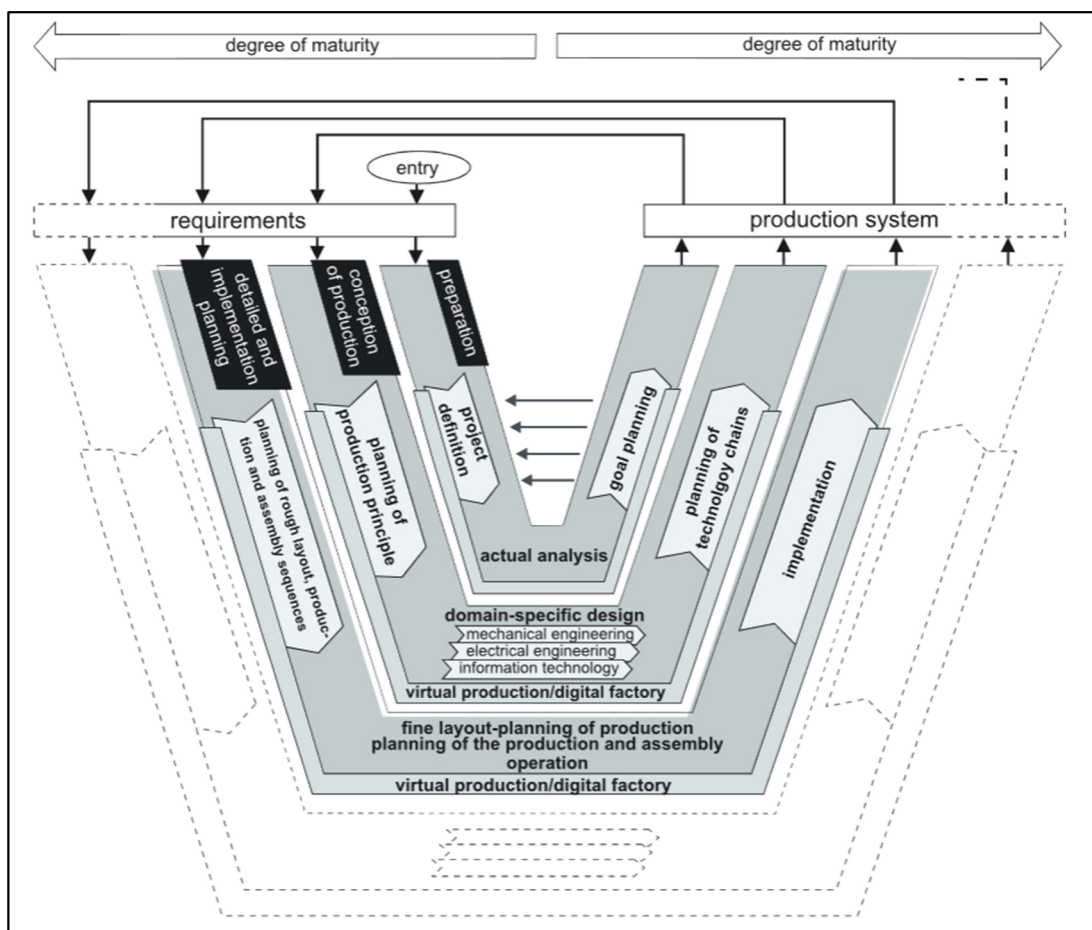 degree of maturity
degree of maturity
entry
requirements
production system
detailed and
implementation
planning
conception
of production
preparation
planning of rough layout, produc-
tion and assembly sequences
planning of
production principle
project
definition
goal planning
planning of
technolgoy chains
implementation
actual analysis
domain-specific design
mechanical engineering
electrical engineering
information technology
virtual production/digital factory
fine layout-planning of production
planning of the production and assembly
operation
virtual production/digital factory